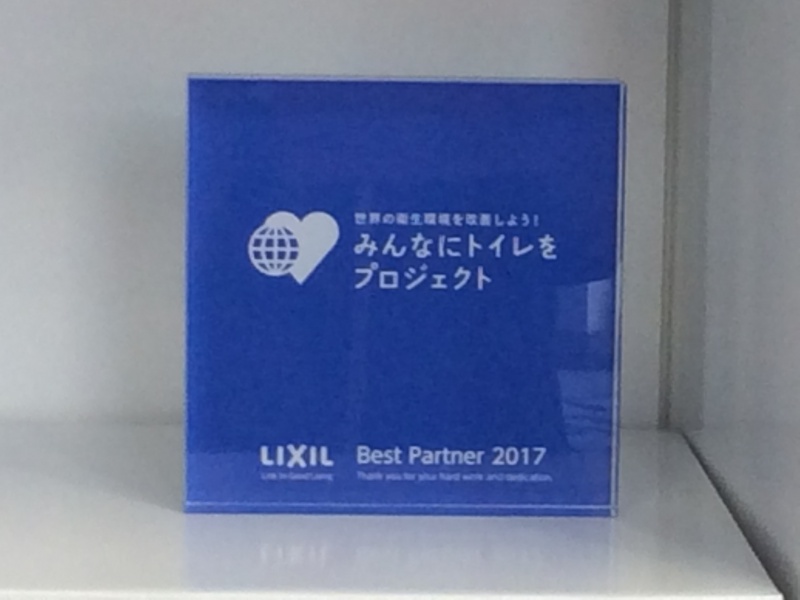 世界の衛生環境を改善しよう!
みんなにトイレを
プロジェクト
LIXIL
Link to Good Living
Best Partner 2017
Thank you for your hard work and dedication.